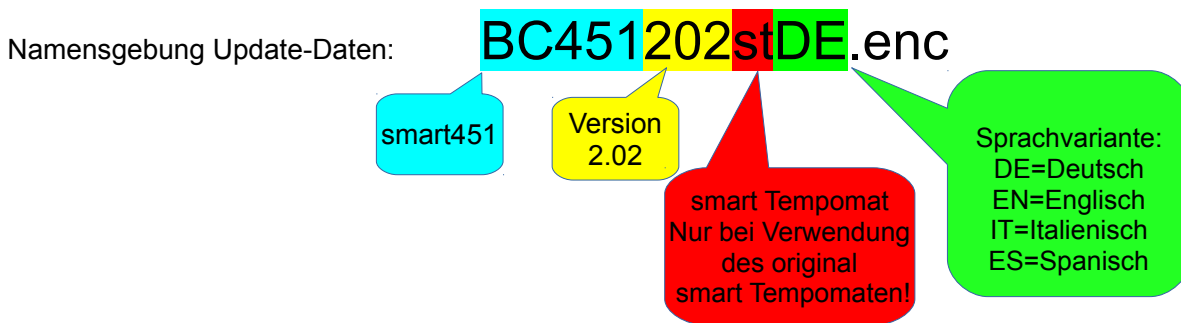 Namensgebung Update-Daten: BC451202stDE.enc
smart451
Version
2.02
smart Tempomat
Nur bei Verwendung
des original
smart Tempomaten!
Sprachvariante:
DE=Deutsch
EN=Englisch
IT=Italienisch
ES=Spanisch